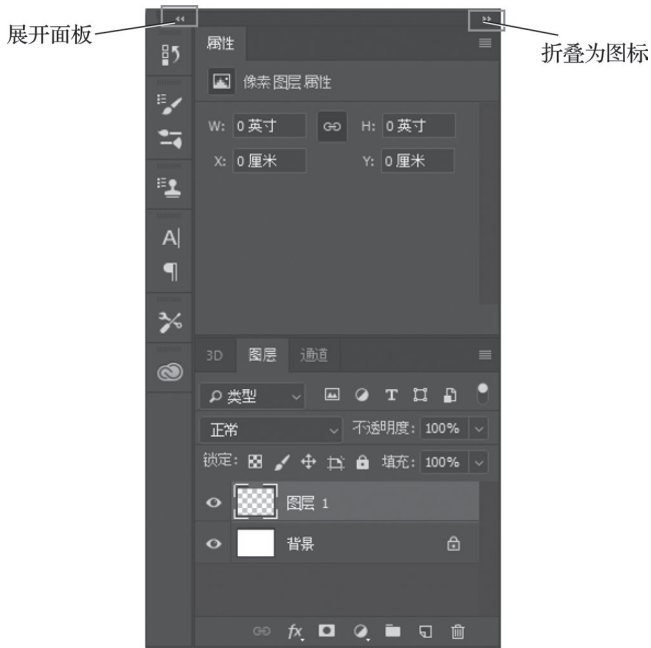 展开面板
折叠为图标
属性
像素图层属性
W: 0 英寸 H: 0 英寸
X: 0 厘米 Y: 0 厘米
3D 图层 通道
类型
正常 不透明度: 100%
锁定: 填充: 100%
图层 1
背景
fx